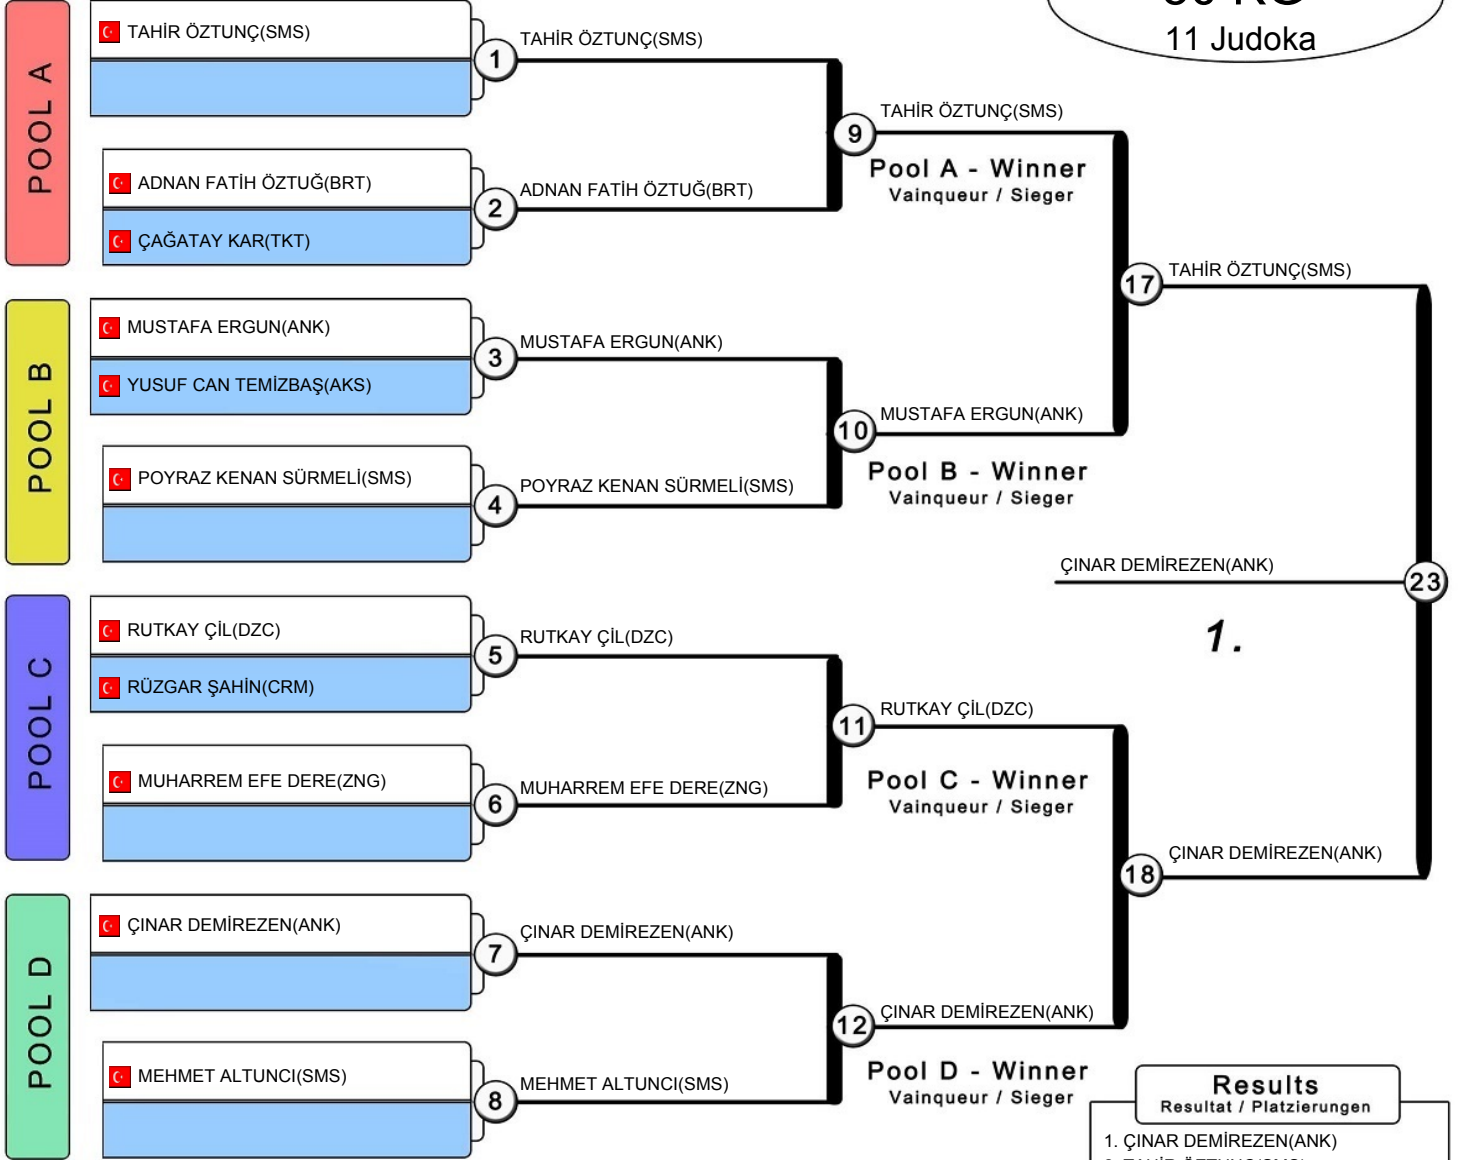 11 Judoka
POOL A
TAHİR ÖZTUNÇ(SMS)
1
TAHİR ÖZTUNÇ(SMS)
ADNAN FATİH ÖZTUĞ(BRT)
ÇAĞATAY KAR(TKT)
2
ADNAN FATİH ÖZTUĞ(BRT)
9
TAHİR ÖZTUNÇ(SMS)
Pool A - Winner
Vainqueur / Sieger
POOL B
MUSTAFA ERGUN(ANK)
YUSUF CAN TEMİZBAŞ(AKS)
3
MUSTAFA ERGUN(ANK)
POYRAZ KENAN SÜRMELİ(SMS)
4
POYRAZ KENAN SÜRMELİ(SMS)
10
MUSTAFA ERGUN(ANK)
Pool B - Winner
Vainqueur / Sieger
17
TAHİR ÖZTUNÇ(SMS)
ÇINAR DEMİREZEN(ANK)
23
1.
POOL C
RUTKAY ÇİL(DZC)
RÜZGAR ŞAHİN(CRM)
5
RUTKAY ÇİL(DZC)
MUHARREM EFE DERE(ZNG)
6
MUHARREM EFE DERE(ZNG)
11
RUTKAY ÇİL(DZC)
Pool C - Winner
Vainqueur / Sieger
18
ÇINAR DEMİREZEN(ANK)
POOL D
ÇINAR DEMİREZEN(ANK)
7
ÇINAR DEMİREZEN(ANK)
MEHMET ALTUNCI(SMS)
8
MEHMET ALTUNCI(SMS)
12
ÇINAR DEMİREZEN(ANK)
Pool D - Winner
Vainqueur / Sieger
Results
Resultat / Platzierungen
1. ÇINAR DEMİREZEN(ANK)